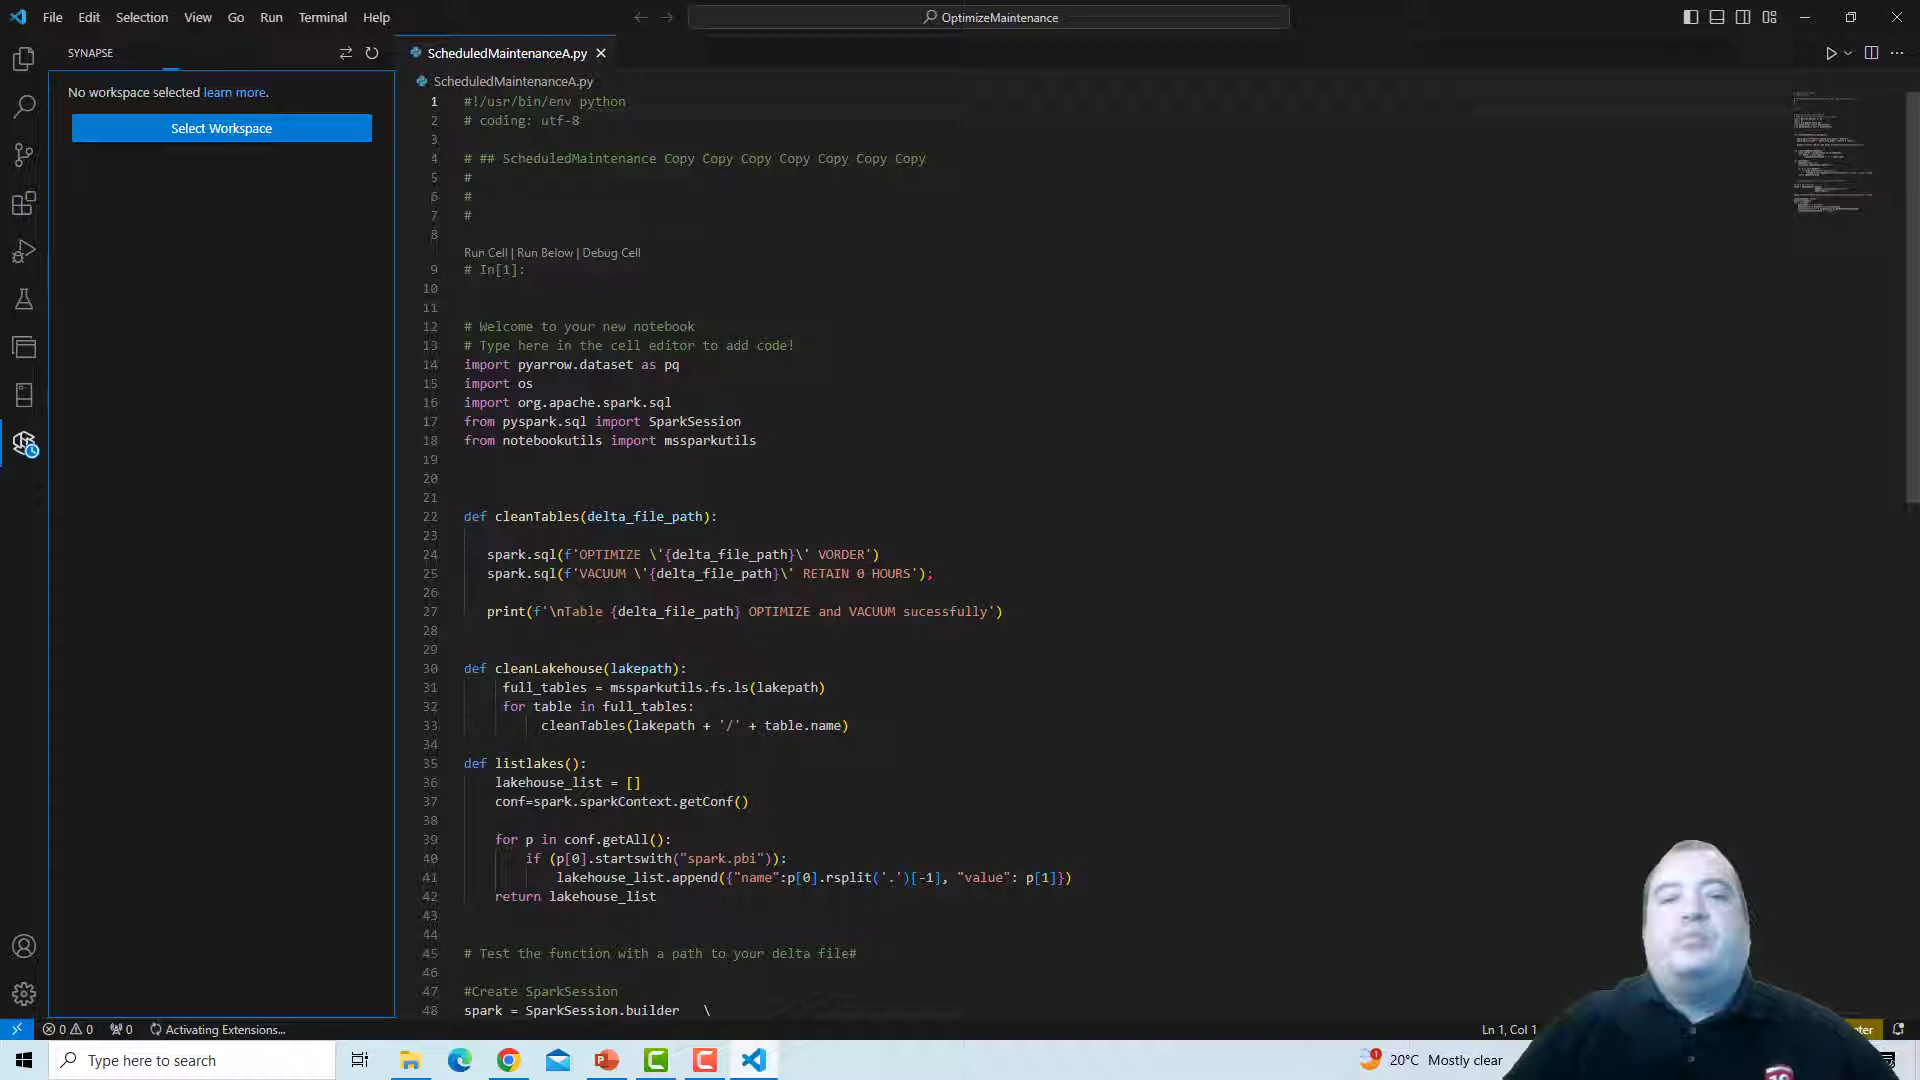 File Edit Selection View Go Run Terminal Help
OptimizeMaintenance
SYNAPSE
No workspace selected learn more.
Select Workspace
ScheduledMaintenanceA.py
ScheduledMaintenanceA.py
1 #!/usr/bin/env python
2 # coding: utf-8
3
4 # ## ScheduledMaintenance Copy Copy Copy Copy Copy Copy Copy
5 #
6 #
7 #
8
Run Cell | Run Below | Debug Cell
9 # In[1]:
10
11
12 # Welcome to your new notebook
13 # Type here in the cell editor to add code!
14 import pyarrow.dataset as pq
15 import os
16 import org.apache.spark.sql
17 from pyspark.sql import SparkSession
18 from notebookutils import mssparkutils
19
20
21
22 def cleanTables(delta_file_path):
23
24 spark.sql(f'OPTIMIZE \'{delta_file_path}\' VORDER')
25 spark.sql(f'VACUUM \'{delta_file_path}\' RETAIN 0 HOURS');
26
27 print(f'\nTable {delta_file_path} OPTIMIZE and VACUUM sucessfully')
28
29
30 def cleanLakehouse(lakepath):
31 full_tables = mssparkutils.fs.ls(lakepath)
32 for table in full_tables:
33 cleanTables(lakepath + '/' + table.name)
34
35 def listlakes():
36 lakehouse_list = []
37 conf=spark.sparkContext.getConf()
38
39 for p in conf.getAll():
40 if (p[0].startswith("spark.pbi")):
41 lakehouse_list.append({"name":p[0].rsplit('.')[-1], "value": p[1]})
42 return lakehouse_list
43
44
45 # Test the function with a path to your delta file#
46
47 #Create SparkSession
48 spark = SparkSession.builder \
0 0 0 Activating Extensions...
Ln 1, Col 1
Type here to search
1 20°C Mostly clear